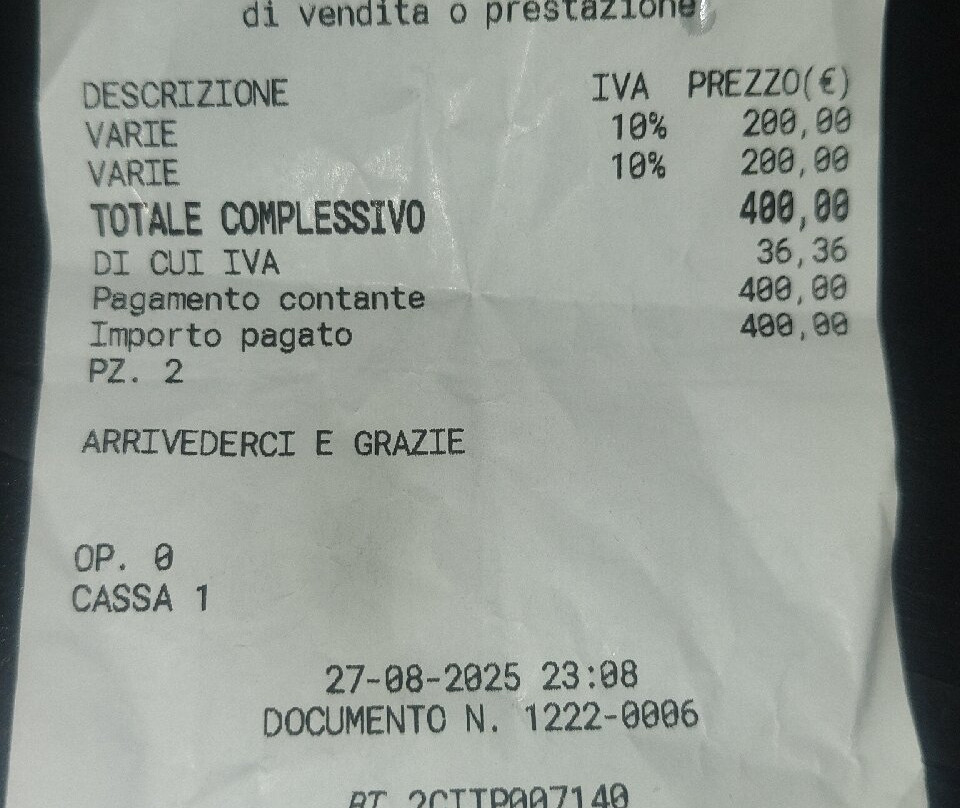 di vendita o prestazione
DESCRIZIONE IVA PREZZO(€)
VARIE 10% 200,00
VARIE 10% 200,00
TOTALE COMPLESSIVO 400,00
DI CUI IVA 36,36
Pagamento contante 400,00
Importo pagato 400,00
PZ. 2
ARRIVEDERCI E GRAZIE
OP. 0
CASSA 1
27-08-2025 23:08
DOCUMENTO N. 1222-0006
RT 2CITP007140